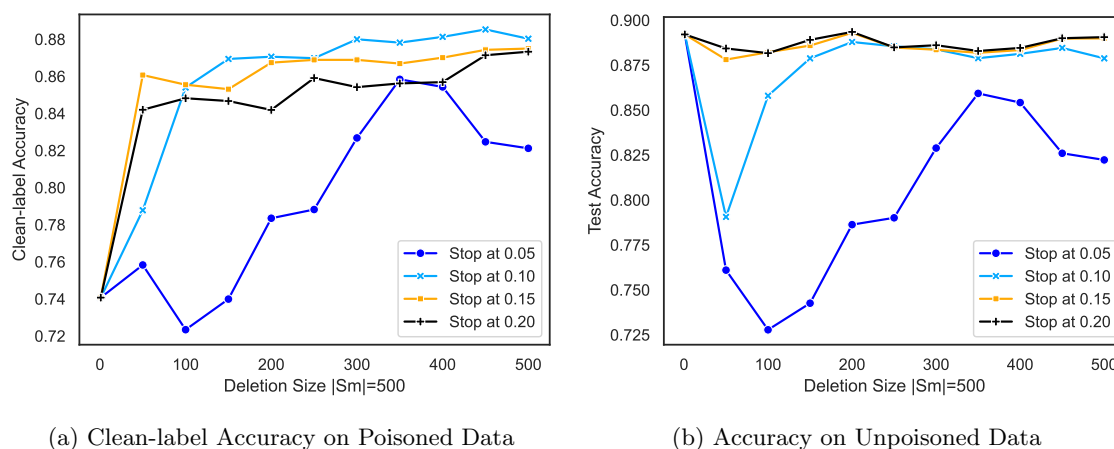 0.88
0.86
0.84
0.82
0.80
0.78
0.76
0.74
0.72
Clean-label Accuracy
0 100 200 300 400 500
Deletion Size |Sm|=500
Stop at 0.05
Stop at 0.10
Stop at 0.15
Stop at 0.20
(a) Clean-label Accuracy on Poisoned Data
0.900
0.875
0.850
0.825
0.800
0.775
0.750
0.725
Test Accuracy
0 100 200 300 400 500
Deletion Size |Sm|=500
Stop at 0.05
Stop at 0.10
Stop at 0.15
Stop at 0.20
(b) Accuracy on Unpoisoned Data